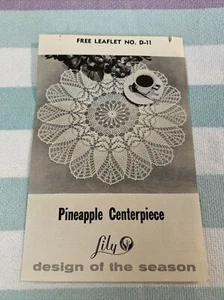 FREE LEAFLET NO. D-11
Pineapple Centerpiece
Lily
design of the season